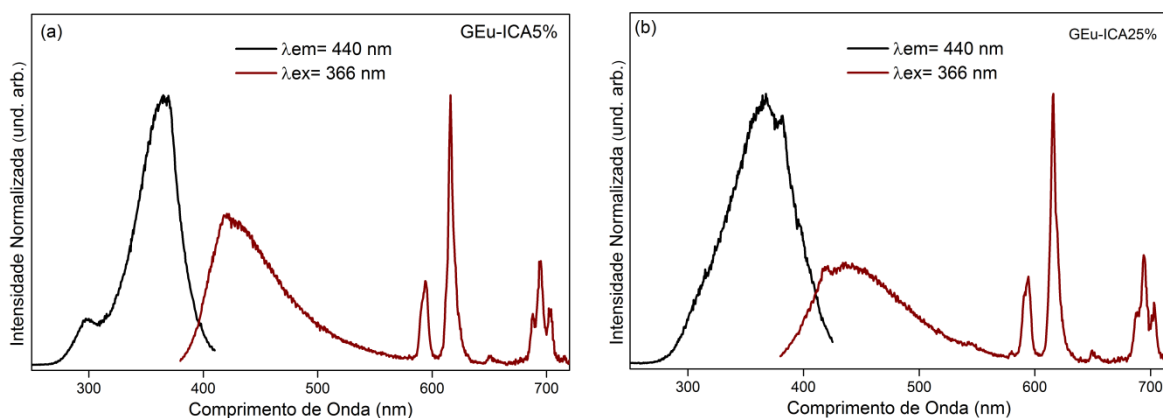 (a)
GEu-ICA5%
λem= 440 nm
λex= 366 nm
Intensidade Normalizada (und. arb.)
300 400 500 600 700
Comprimento de Onda (nm)
(b)
GEu-ICA25%
λem= 440 nm
λex= 366 nm
Intensidade Normalizada (und. arb.)
300 400 500 600 700
Comprimento de Onda (nm)